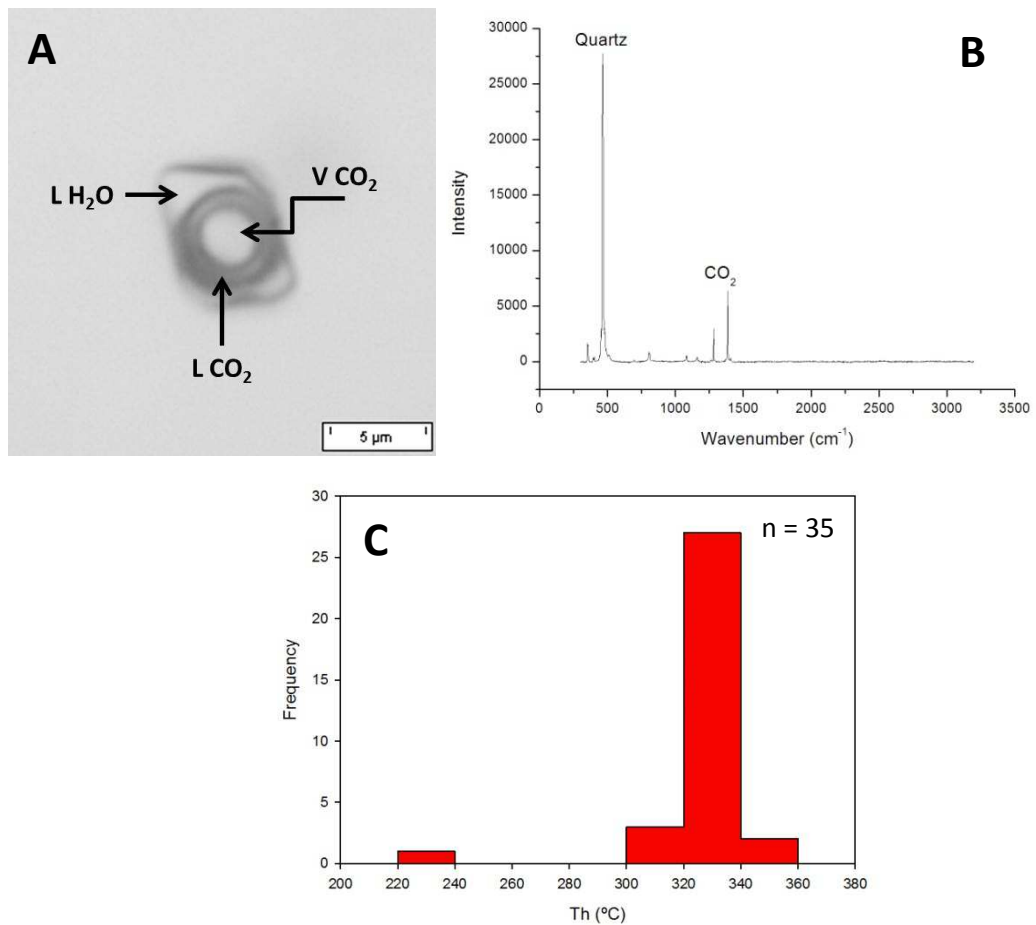 A
L H₂O
V CO₂
L CO₂
5 µm
B
30000
25000
20000
15000
10000
5000
0
Intensity
Quartz
CO₂
0 500 1000 1500 2000 2500 3000 3500
Wavenumber (cm⁻¹)
C
n = 35
30
25
20
15
10
5
0
Frequency
200 220 240 260 280 300 320 340 360 380
Th (ºC)